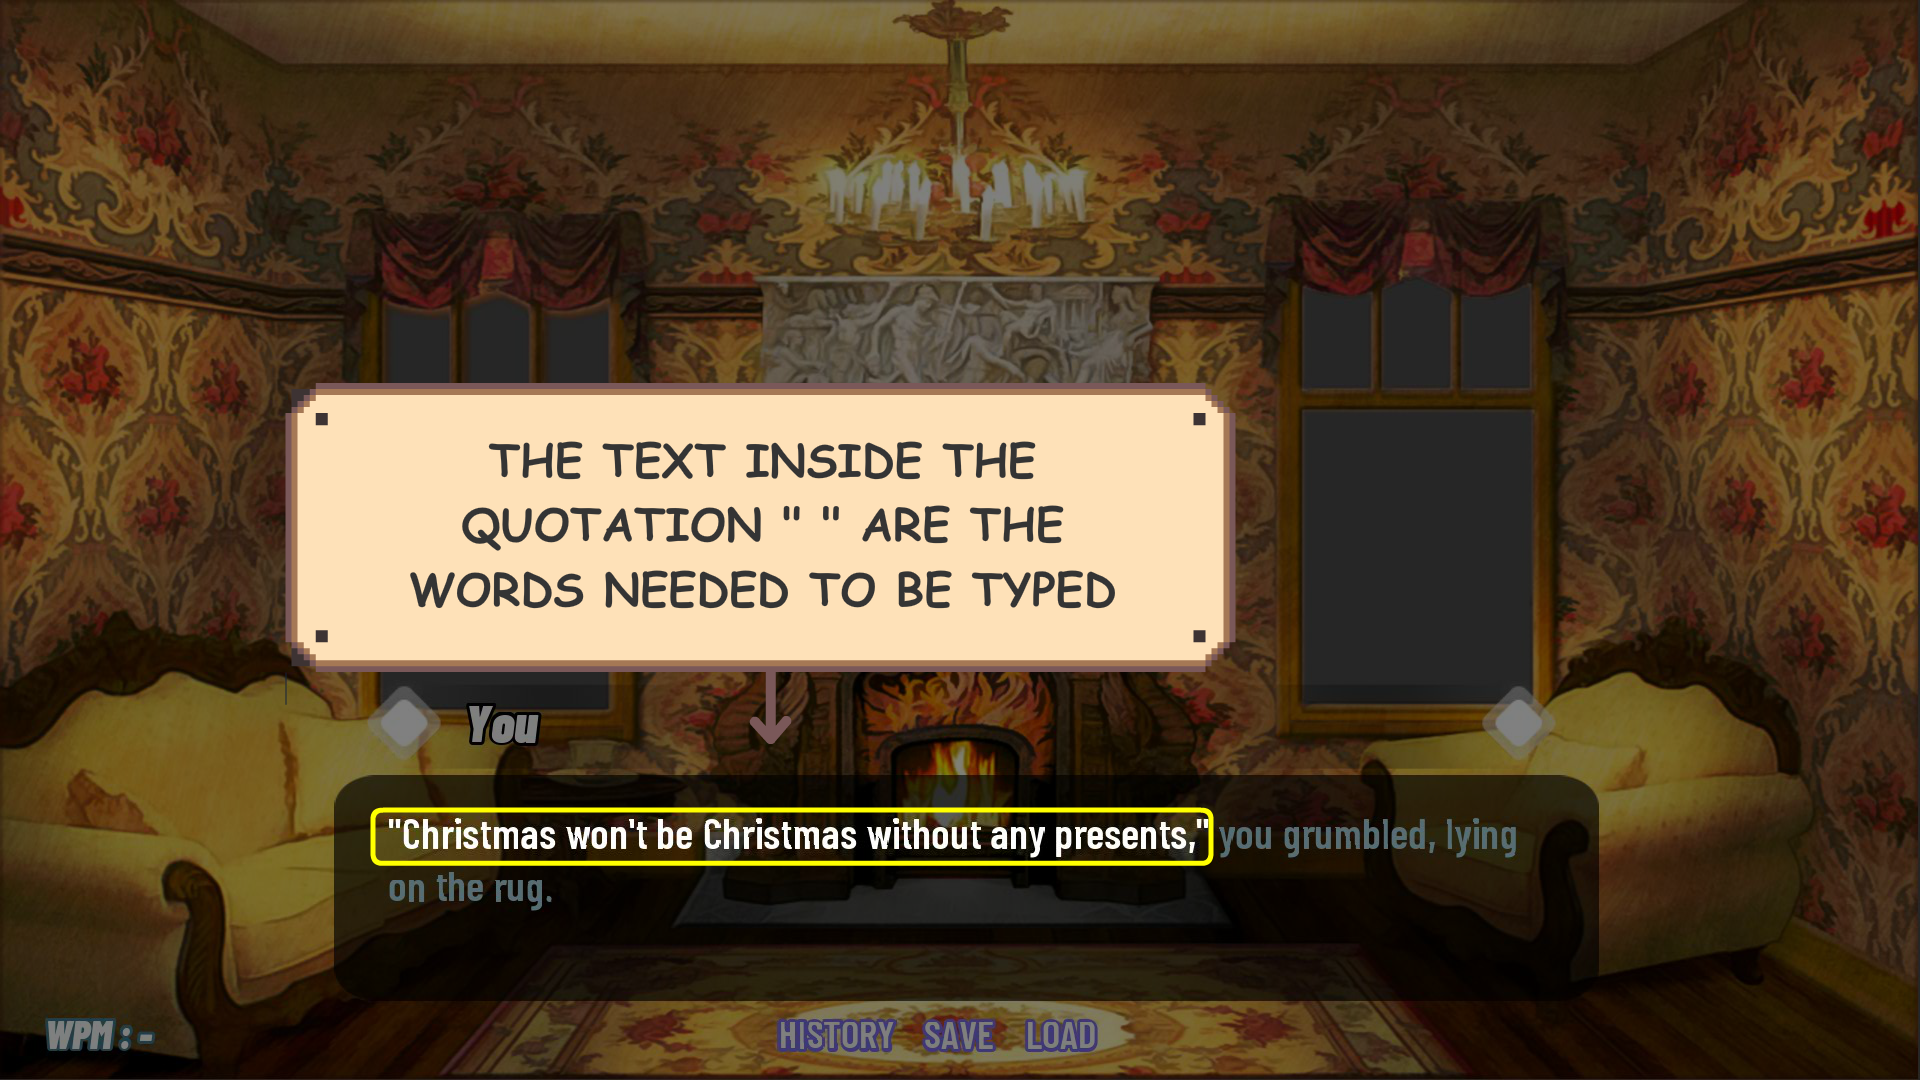 THE TEXT INSIDE THE
QUOTATION " " ARE THE
WORDS NEEDED TO BE TYPED
You
"Christmas won't be Christmas without any presents," you grumbled, lying
on the rug.
WPM : -
HISTORY SAVE LOAD